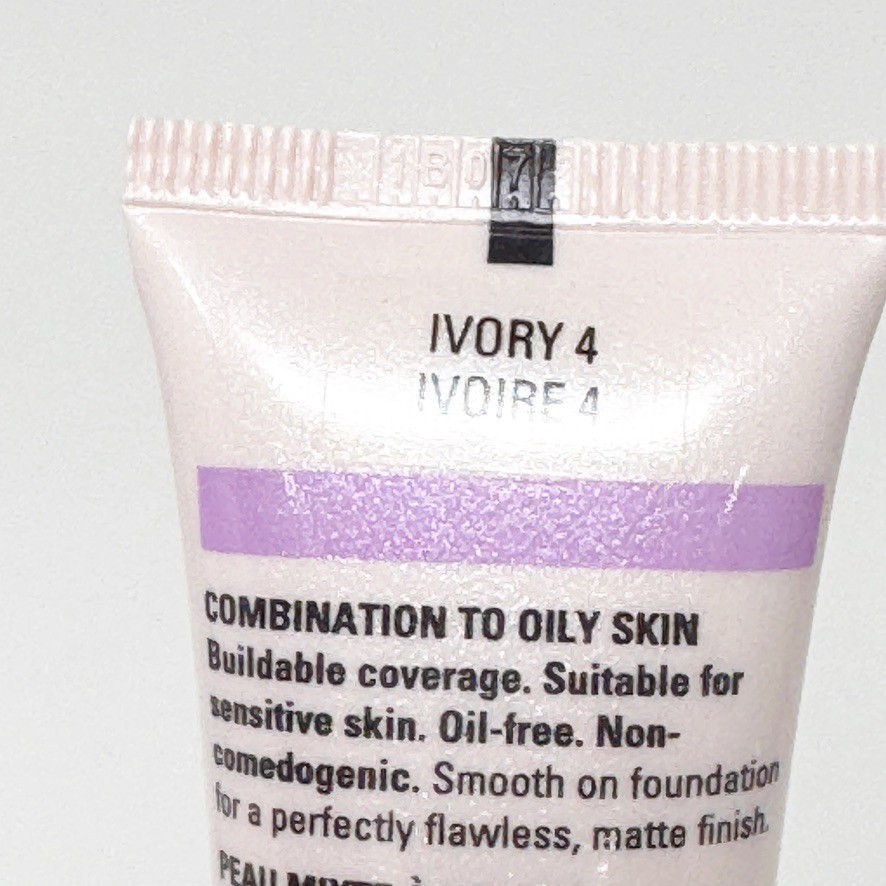 IVORY 4
IVOIRE 4
COMBINATION TO OILY SKIN
Buildable coverage. Suitable for
sensitive skin. Oil-free. Non-
comedogenic. Smooth on foundation
for a perfectly flawless, matte finish.
PEAU